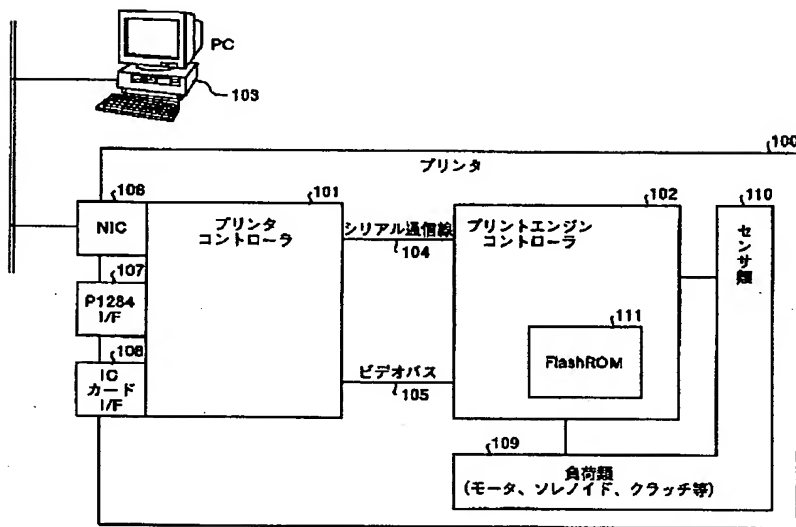 PC
103
100
プリンタ
106
NIC
107
P1284
I/F
108
IC
カード
I/F
101
プリンタ
コントローラ
シリアル通信線
104
ビデオバス
105
102
プリントエンジン
コントローラ
111
FlashROM
110
センサ類
109
負荷類
(モータ、ソレノイド、クラッチ等)